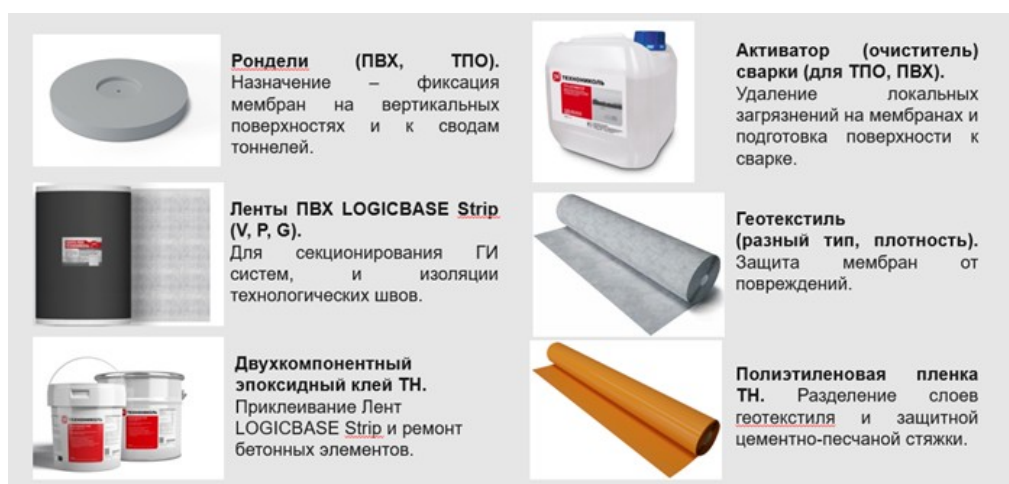 Рондели (ПВХ, ТПО).
Назначение – фиксация
мембран на вертикальных
поверхностях и к сводам
тоннелей.
Активатор (очиститель)
сварки (для ТПО, ПВХ).
Удаление локальных
загрязнений на мембранах и
подготовка поверхности к
сварке.
ТЕХНОНИКОЛЬ
Ленты ПВХ LOGICBASE Strip
(V, P, G).
Для секционирования ГИ
систем, и изоляции
технологических швов.
Геотекстиль
(разный тип, плотность).
Защита мембран от
повреждений.
Двухкомпонентный
эпоксидный клей ТН.
Приклеивание Лент
LOGICBASE Strip и ремонт
бетонных элементов.
ТЕХНОНИКОЛЬ
ТЕХНОНИКОЛЬ
Полиэтиленовая пленка
ТН. Разделение слоев
геотекстиля и защитной
цементно-песчаной стяжки.